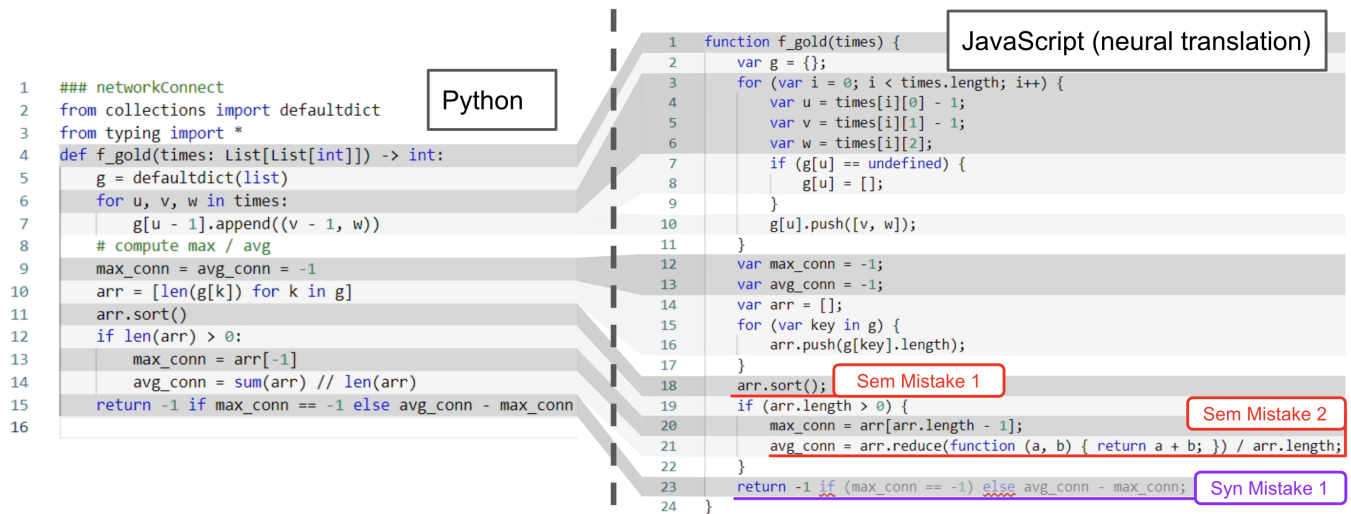 Python
1 ### networkConnect
2 from collections import defaultdict
3 from typing import *
4 def f_gold(times: List[List[int]]) -> int:
5     g = defaultdict(list)
6     for u, v, w in times:
7         g[u - 1].append((v - 1, w))
8     # compute max / avg
9     max_conn = avg_conn = -1
10     arr = [len(g[k]) for k in g]
11     arr.sort()
12     if len(arr) > 0:
13         max_conn = arr[-1]
14         avg_conn = sum(arr) // len(arr)
15     return -1 if max_conn == -1 else avg_conn - max_conn
16
JavaScript (neural translation)
1 function f_gold(times) {
2     var g = {};
3     for (var i = 0; i < times.length; i++) {
4         var u = times[i][0] - 1;
5         var v = times[i][1] - 1;
6         var w = times[i][2];
7         if (g[u] == undefined) {
8             g[u] = [];
9         }
10         g[u].push([v, w]);
11     }
12     var max_conn = -1;
13     var avg_conn = -1;
14     var arr = [];
15     for (var key in g) {
16         arr.push(g[key].length);
17     }
18     arr.sort(); Sem Mistake 1
19     if (arr.length > 0) {
Sem Mistake 2
20         max_conn = arr[arr.length - 1];
21         avg_conn = arr.reduce(function (a, b) { return a + b; }) / arr.length;
22     }
23     return -1 if (max_conn == -1) else avg_conn - max_conn; Syn Mistake 1
24 }